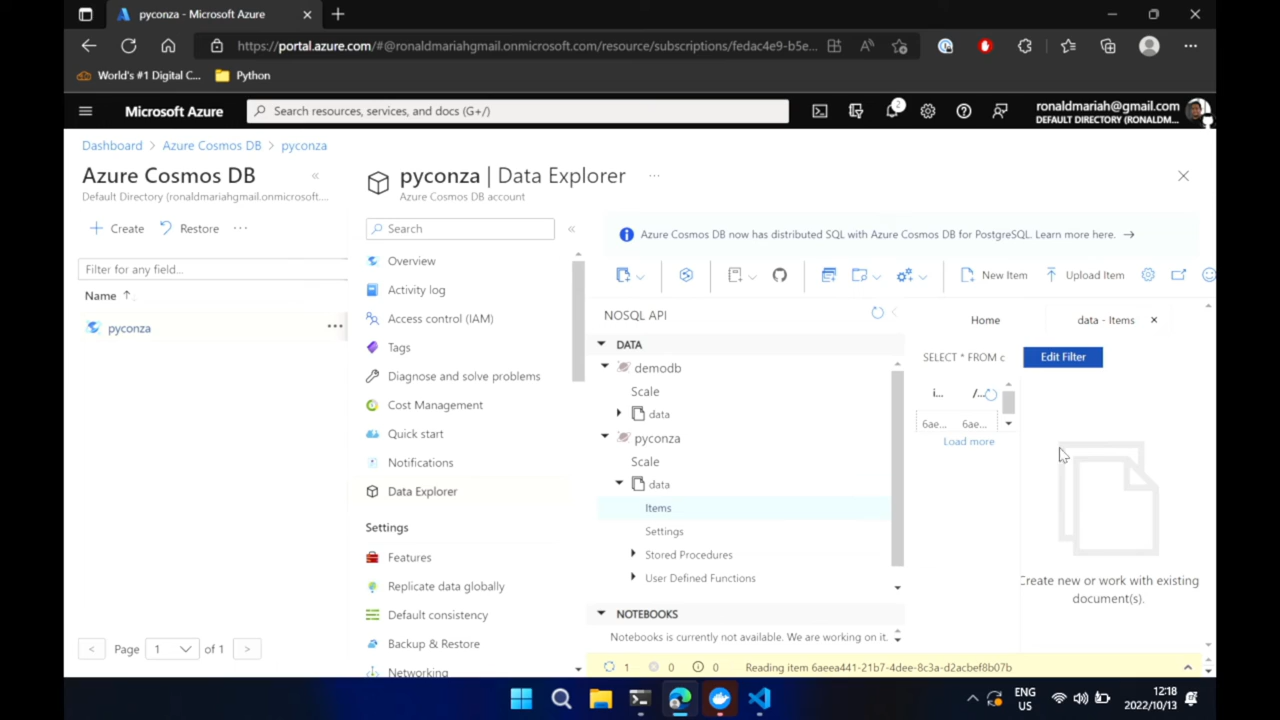 pyconza - Microsoft Azure
https://portal.azure.com/#@ronaldmariahgmail.onmicrosoft.com/resource/subscriptions/fedac4e9-b5e...
World's #1 Digital C...
Python
Microsoft Azure
Search resources, services, and docs (G+/)
2
ronaldmariah@gmail.com
DEFAULT DIRECTORY (RONALDM...
Dashboard > Azure Cosmos DB > pyconza
Azure Cosmos DB
Default Directory (ronaldmariahgmail.onmicrosoft....
Create
Restore
...
Filter for any field...
Name
pyconza
...
Page 1 of 1
pyconza | Data Explorer
...
Azure Cosmos DB account
Search
Overview
Activity log
Access control (IAM)
Tags
Diagnose and solve problems
Cost Management
Quick start
Notifications
Data Explorer
Settings
Features
Replicate data globally
Default consistency
Backup & Restore
Networking
Azure Cosmos DB now has distributed SQL with Azure Cosmos DB for PostgreSQL. Learn more here.
New Item
Upload Item
NOSQL API
DATA
demodb
Scale
data
pyconza
Scale
data
Items
Settings
Stored Procedures
User Defined Functions
NOTEBOOKS
Notebooks is currently not available. We are working on it.
Home
data - Items
SELECT * FROM c
Edit Filter
i...
/...
6ae...
6ae...
Load more
Create new or work with existing
document(s).
1
0
0
Reading item 6aeea441-21b7-4dee-8c3a-d2acbef8b07b
ENG
US
12:18
2022/10/13